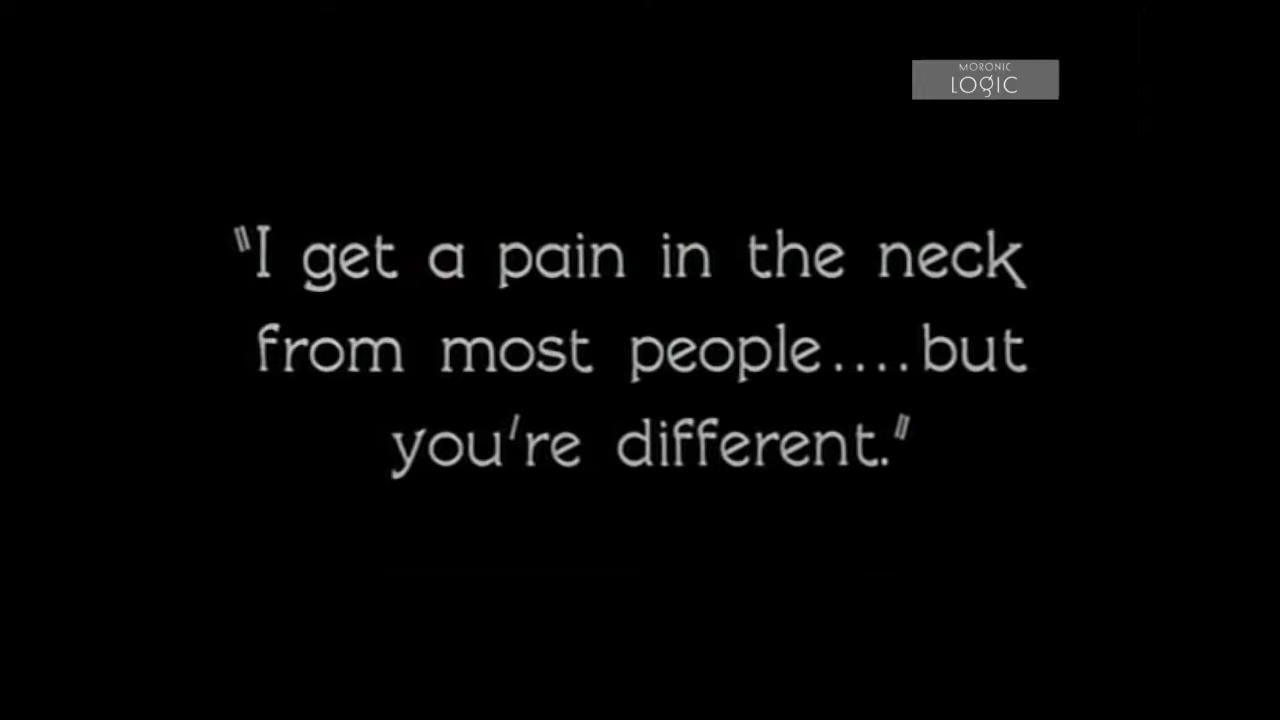 MORONIC
LOGIC
"I get a pain in the neck
from most people....but
you're different."